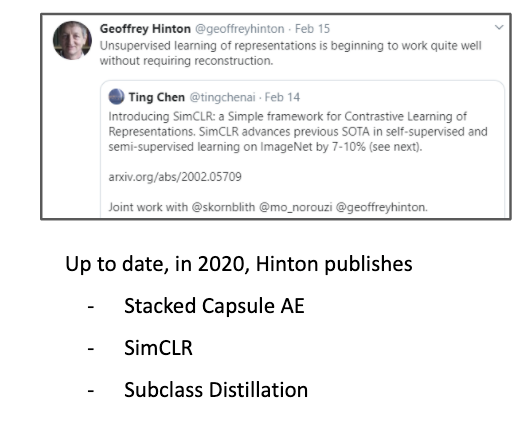 Geoffrey Hinton @geoffreyhinton · Feb 15
Unsupervised learning of representations is beginning to work quite well
without requiring reconstruction.
Ting Chen @tingchenai · Feb 14
Introducing SimCLR: a Simple framework for Contrastive Learning of
Representations. SimCLR advances previous SOTA in self-supervised and
semi-supervised learning on ImageNet by 7-10% (see next).
arxiv.org/abs/2002.05709
Joint work with @skornblith @mo_norouzi @geoffreyhinton.
Up to date, in 2020, Hinton publishes
- Stacked Capsule AE
- SimCLR
- Subclass Distillation